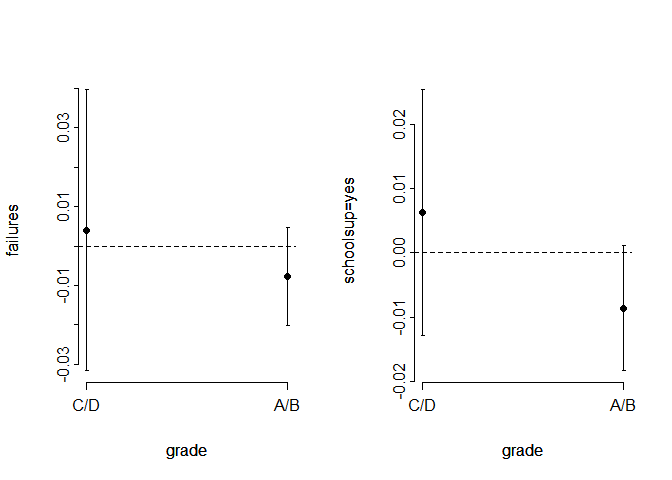 failures
0.03
0.01
-0.01
-0.03
C/D
A/B
grade
schoolsup=yes
0.02
0.01
0.00
-0.01
-0.02
C/D
A/B
grade